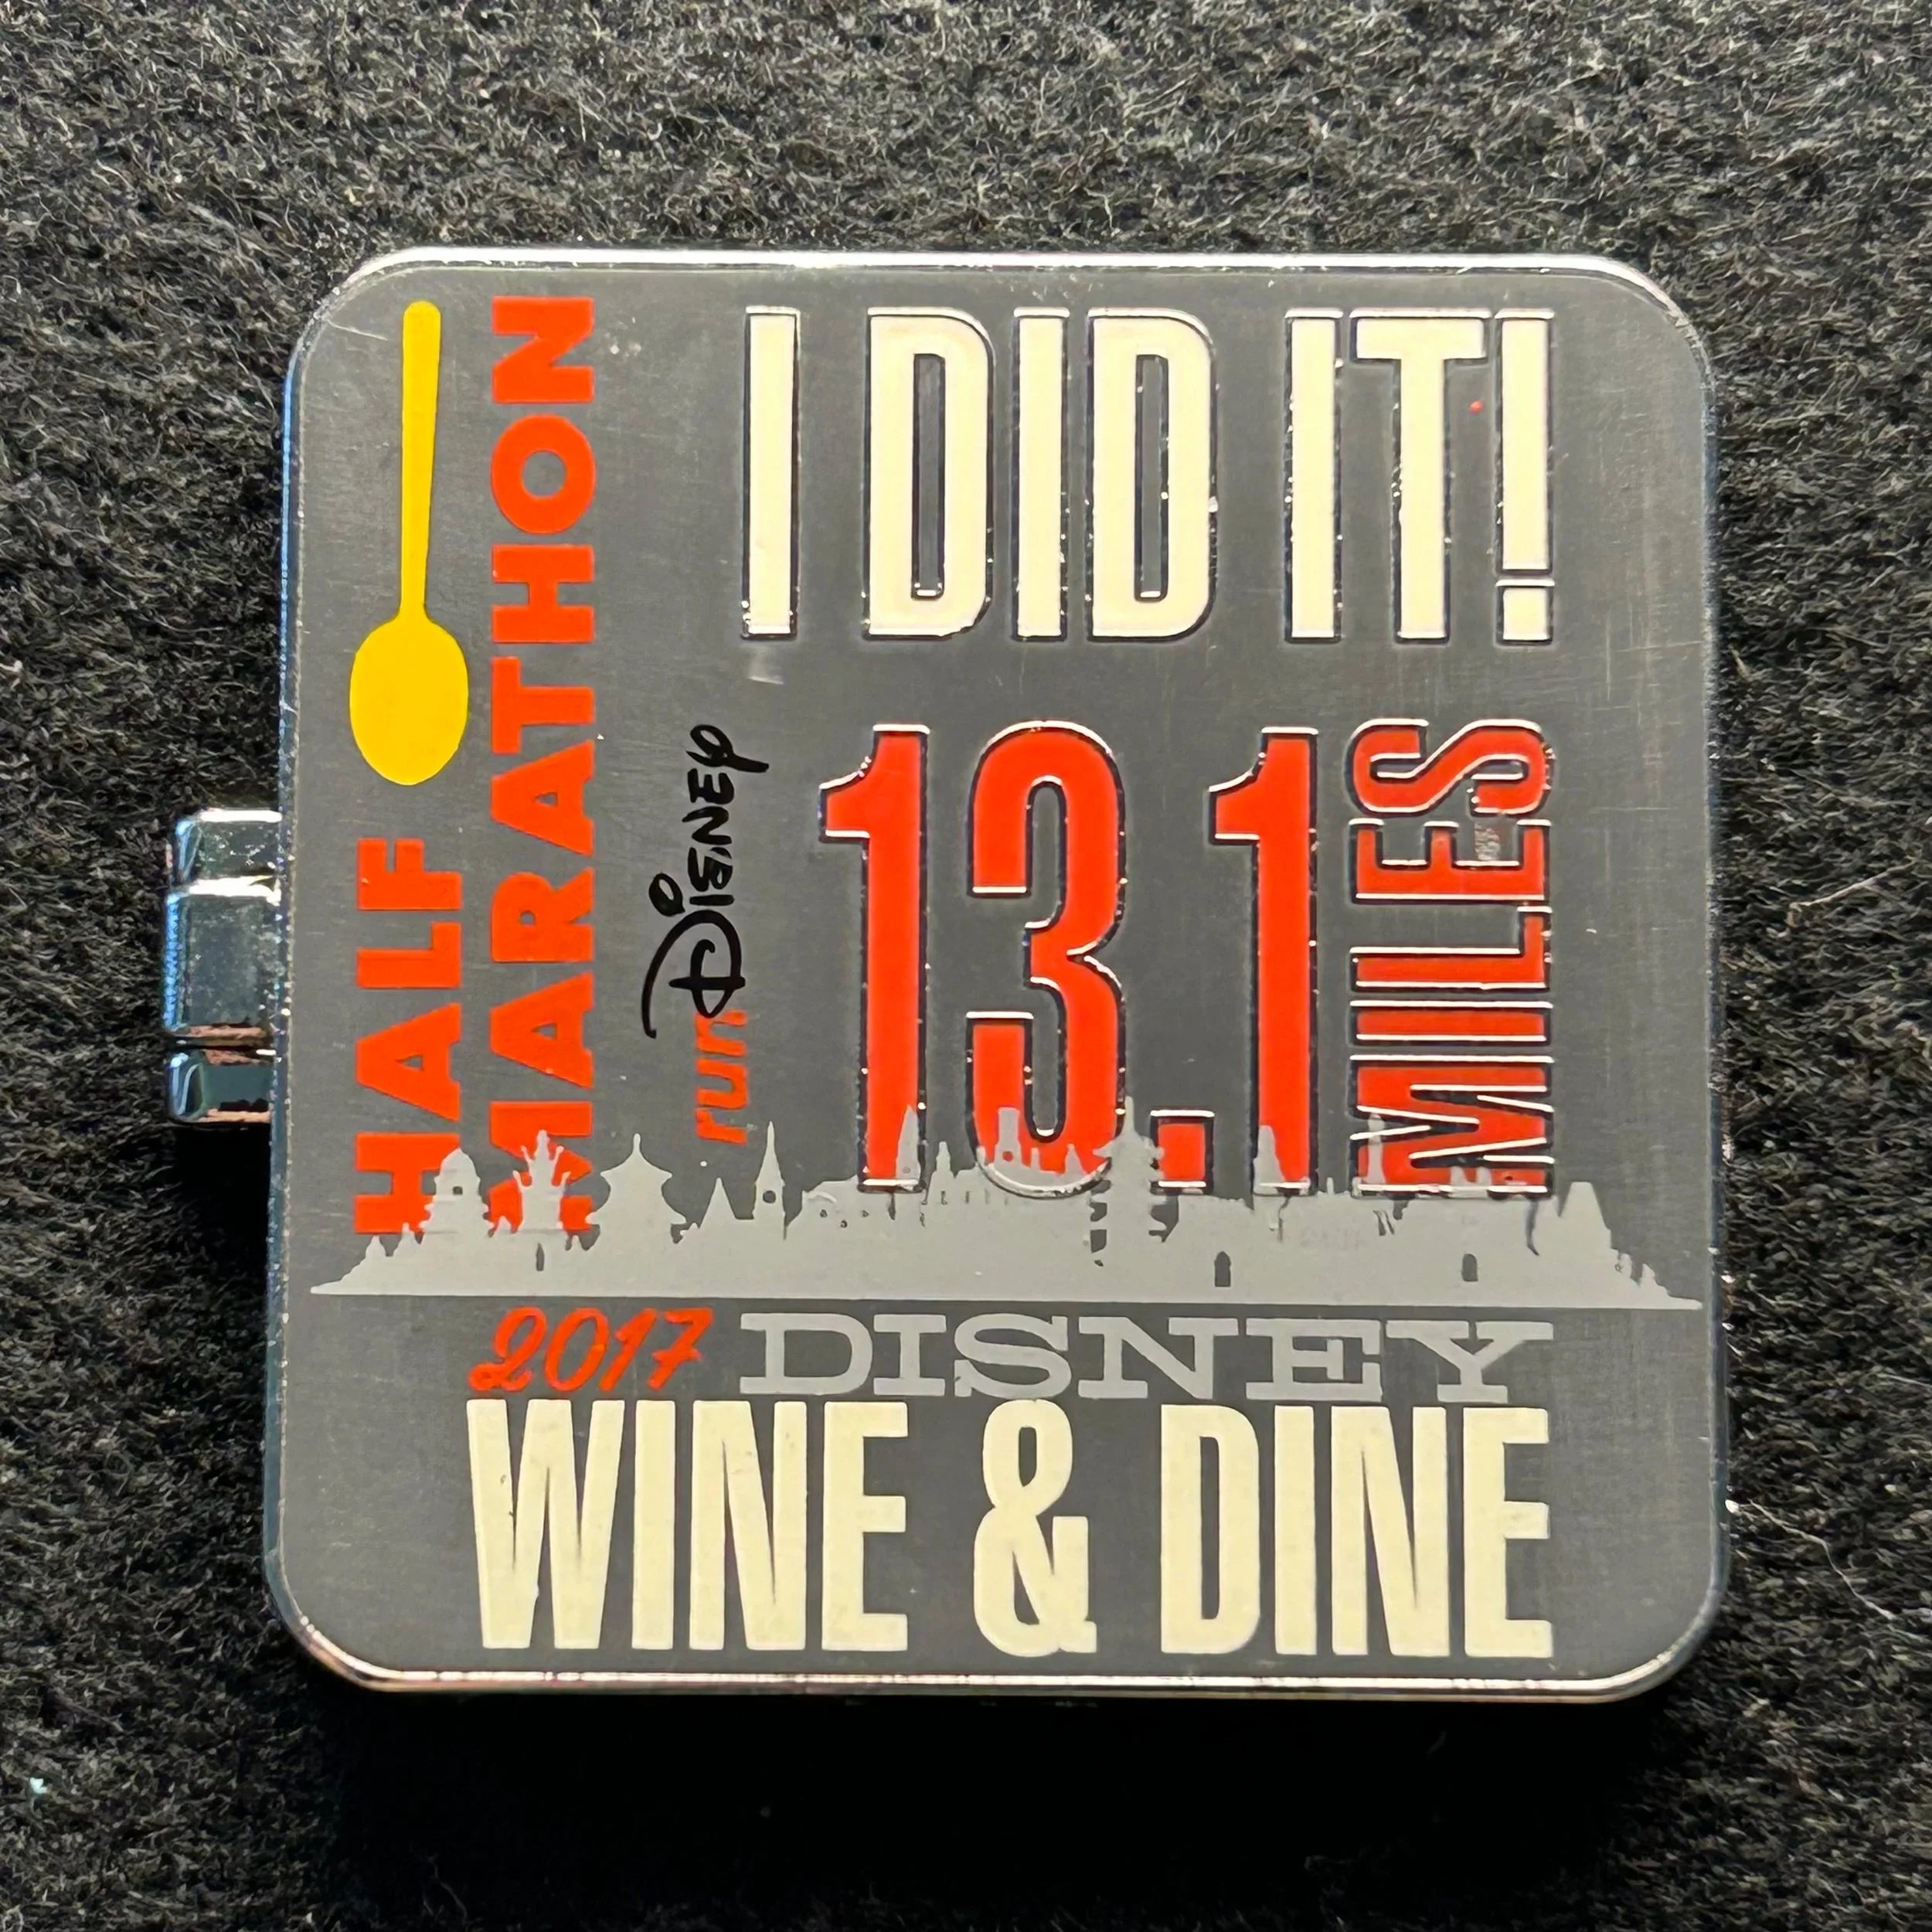 I DID IT!
HALF
MARATHON
runDisney
13.1
MILES
2017 DISNEY
WINE & DINE